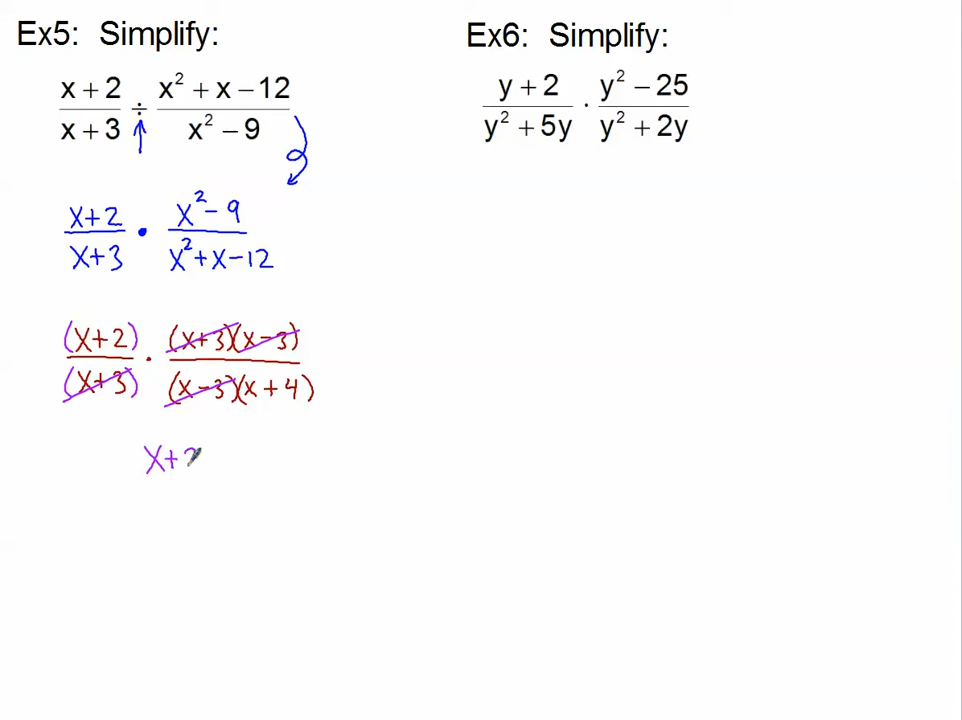 Ex5: Simplify:
(x + 2)/(x + 3) ÷ (x² + x − 12)/(x² − 9)
(x+2)/(x+3) · (x² − 9)/(x² + x − 12)
(x+2)/(x+3) · (x+3)(x−3)/(x−3)(x+4)
x+2
Ex6: Simplify:
(y + 2)/(y² + 5y) · (y² − 25)/(y² + 2y)